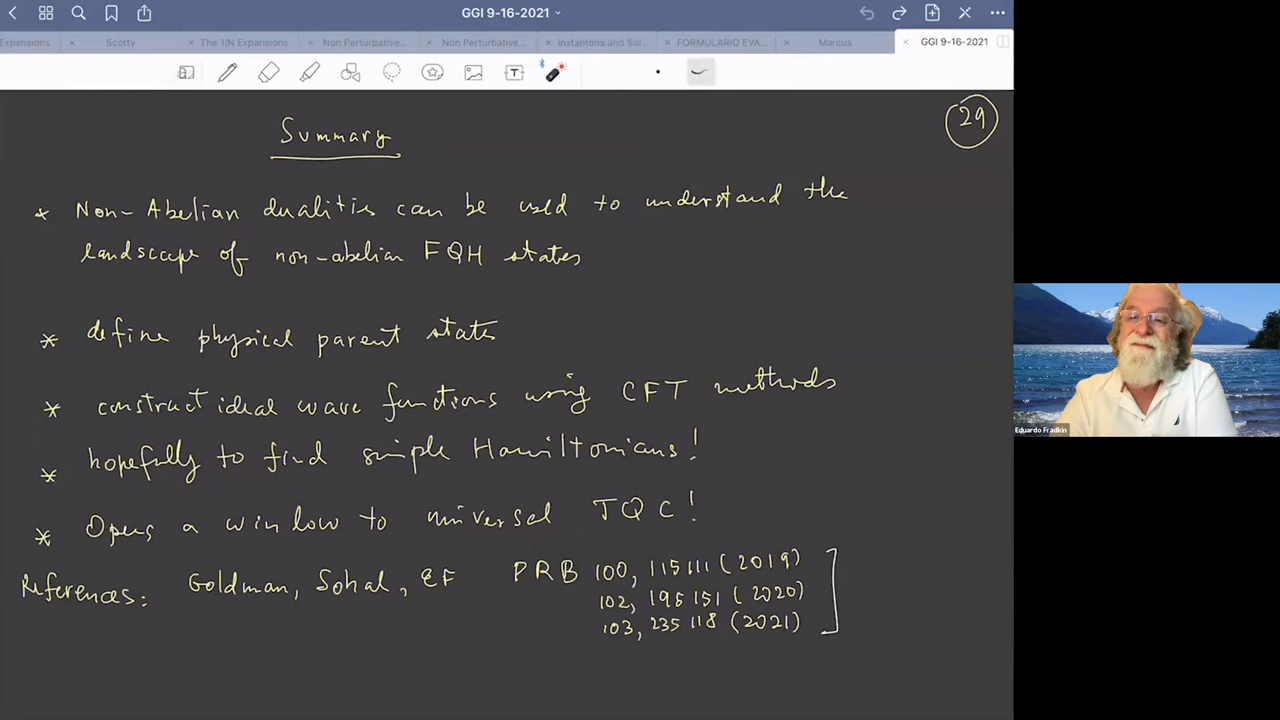 GGI 9-16-2021
Expansions
Scotty
The 1/N Expansions
Non Perturbative...
Non Perturbative...
Instantons and Sol...
FORMULARIO EVA...
Marcus
GGI 9-16-2021
Summary
29
* Non-Abelian dualities can be used to understand the
landscape of non-abelian FQH states
* define physical parent state
* construct ideal wave functions using CFT methods
* hopefully to find simple Hamiltonians!
* Opens a window to universal TQC!
References: Goldman, Sohal, EF PRB 100, 115111 (2019)
102, 195151 (2020)
103, 235118 (2021)
Eduardo Fradkin